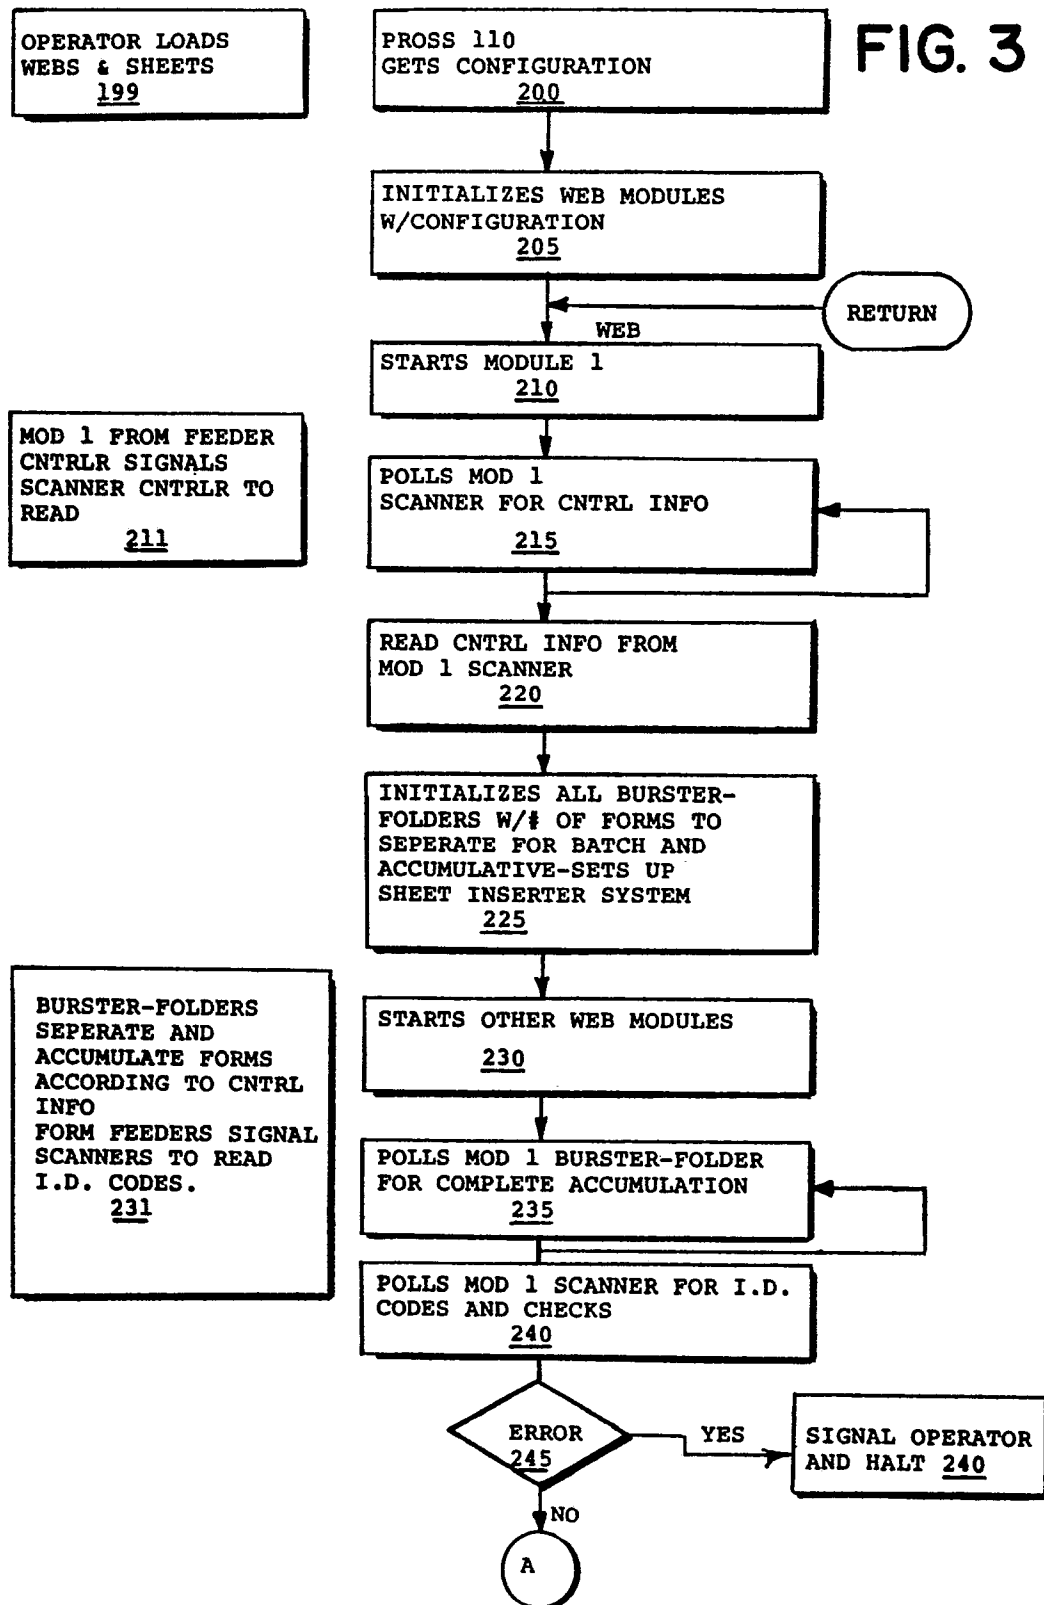 FIG. 3
OPERATOR LOADS
WEBS & SHEETS
199
PROSS 110
GETS CONFIGURATION
200
INITIALIZES WEB MODULES
W/CONFIGURATION
205
RETURN
WEB
STARTS MODULE 1
210
MOD 1 FROM FEEDER
CNTRLR SIGNALS
SCANNER CNTRLR TO
READ
211
POLLS MOD 1
SCANNER FOR CNTRL INFO
215
READ CNTRL INFO FROM
MOD 1 SCANNER
220
INITIALIZES ALL BURSTER-
FOLDERS W/# OF FORMS TO
SEPERATE FOR BATCH AND
ACCUMULATIVE-SETS UP
SHEET INSERTER SYSTEM
225
BURSTER-FOLDERS
SEPERATE AND
ACCUMULATE FORMS
ACCORDING TO CNTRL
INFO
FORM FEEDERS SIGNAL
SCANNERS TO READ
I.D. CODES.
231
STARTS OTHER WEB MODULES
230
POLLS MOD 1 BURSTER-FOLDER
FOR COMPLETE ACCUMULATION
235
POLLS MOD 1 SCANNER FOR I.D.
CODES AND CHECKS
240
ERROR
245
YES
SIGNAL OPERATOR
AND HALT 240
NO
A